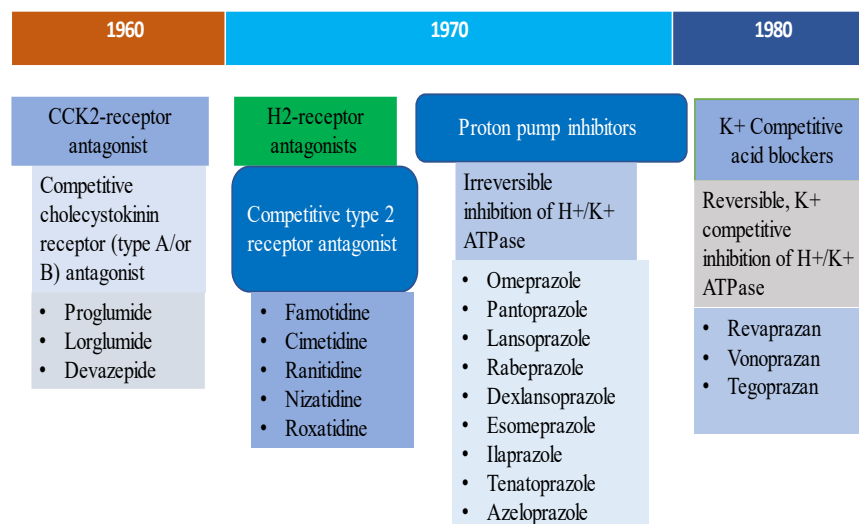 1960
1970
1980
CCK2-receptor
antagonist
Competitive
cholecystokinin
receptor (type A/or
B) antagonist
• Proglumide
• Lorglumide
• Devazepide
H2-receptor
antagonists
Competitive type 2
receptor antagonist
• Famotidine
• Cimetidine
• Ranitidine
• Nizatidine
• Roxatidine
Proton pump inhibitors
Irreversible
inhibition of H+/K+
ATPase
• Omeprazole
• Pantoprazole
• Lansoprazole
• Rabeprazole
• Dexlansoprazole
• Esomeprazole
• Ilaprazole
• Tenatoprazole
• Azeloprazole
K+ Competitive
acid blockers
Reversible, K+
competitive
inhibition of H+/K+
ATPase
• Revaprazan
• Vonoprazan
• Tegoprazan